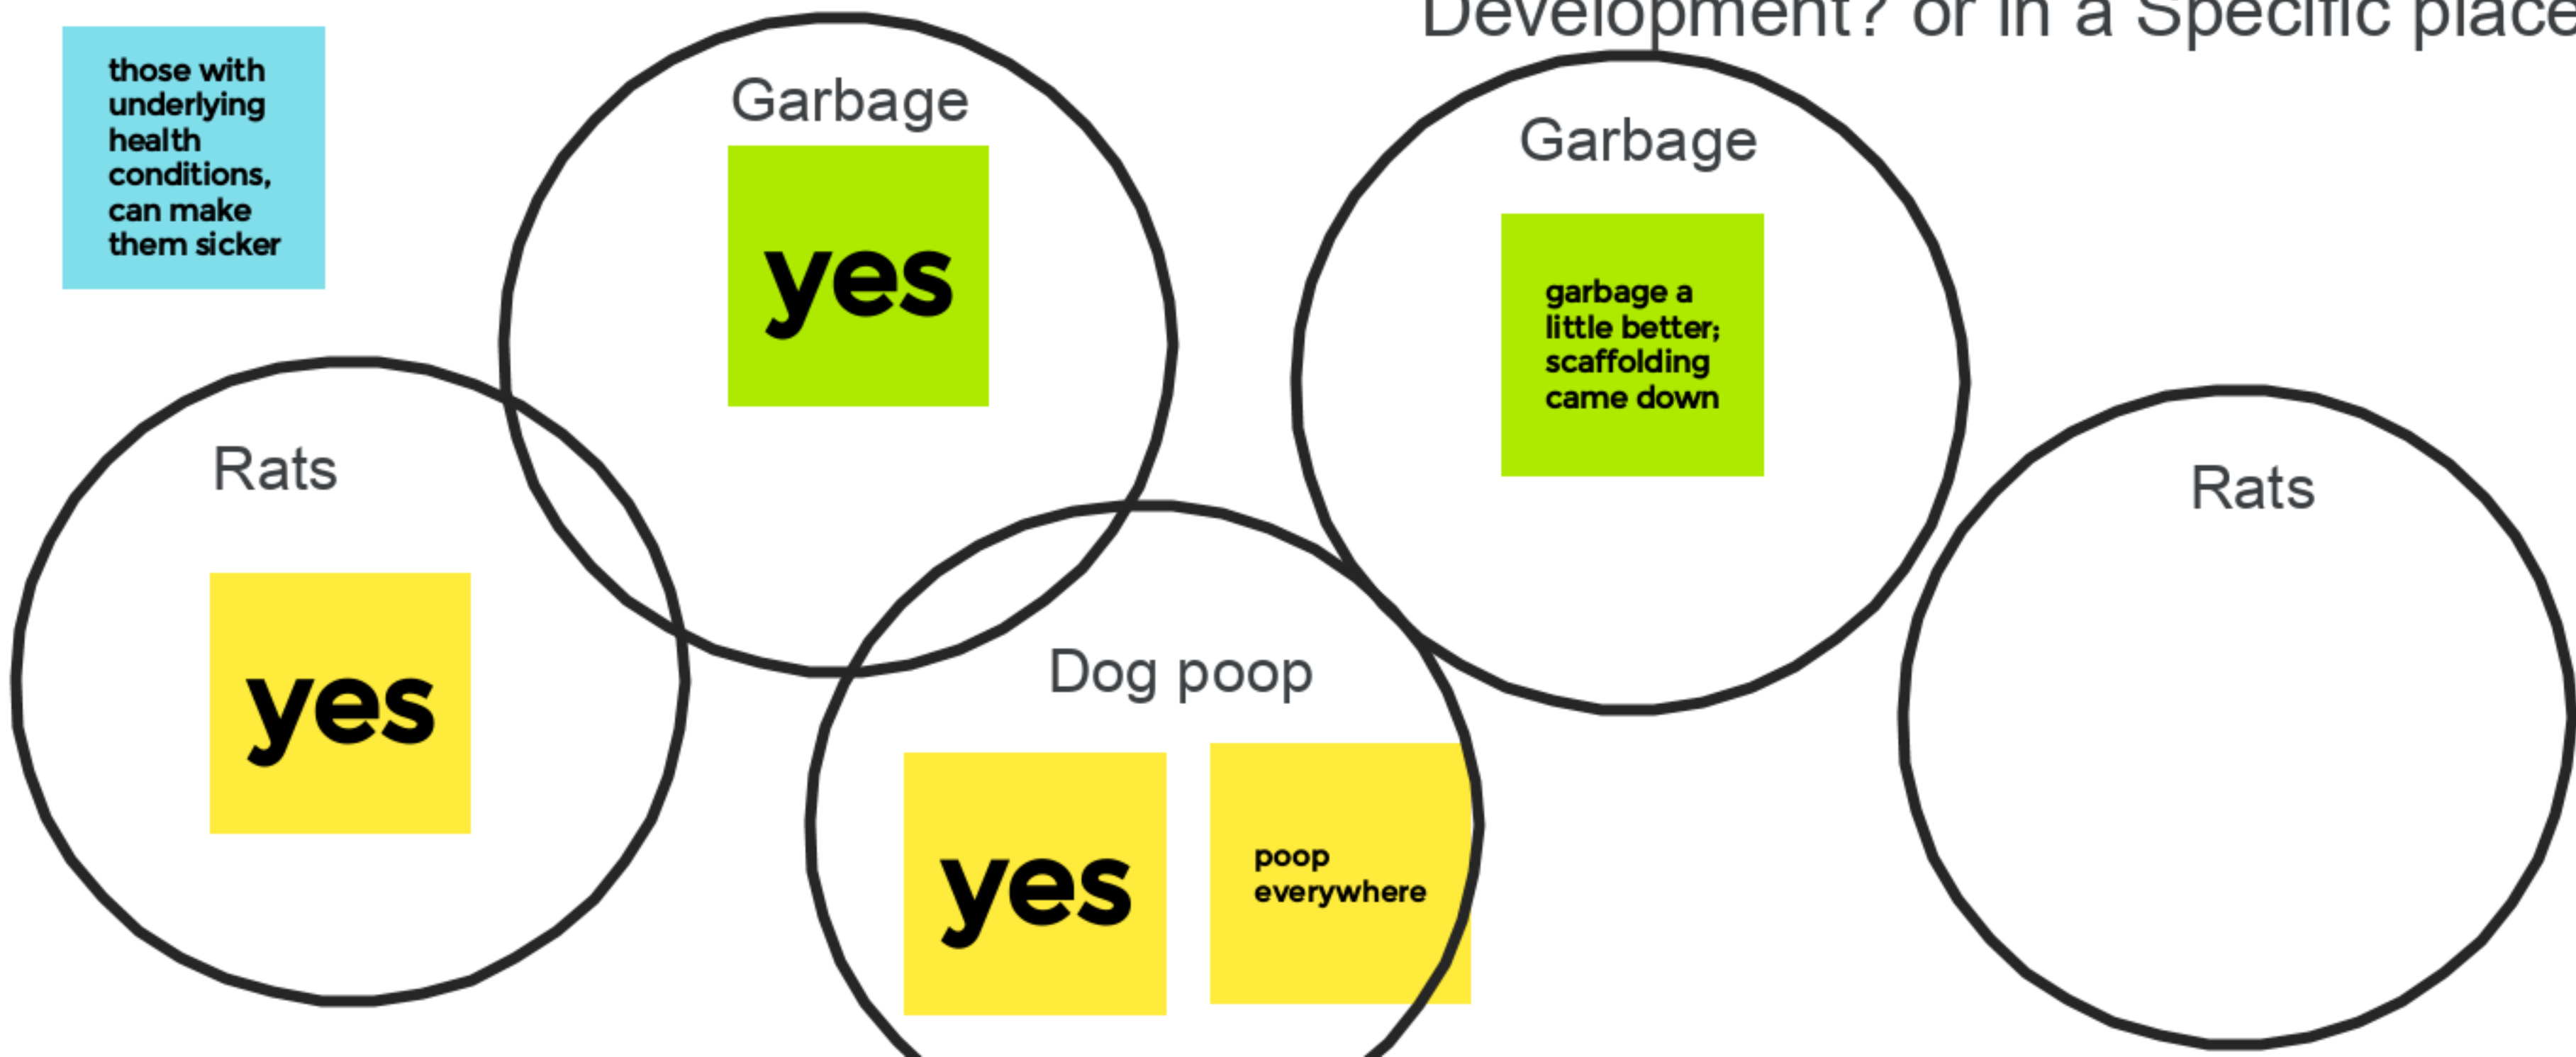 Development? or in a Specific place
those with
underlying
health
conditions,
can make
them sicker
Garbage
yes
Garbage
garbage a
little better;
scaffolding
came down
Rats
yes
Dog poop
yes
poop
everywhere
Rats